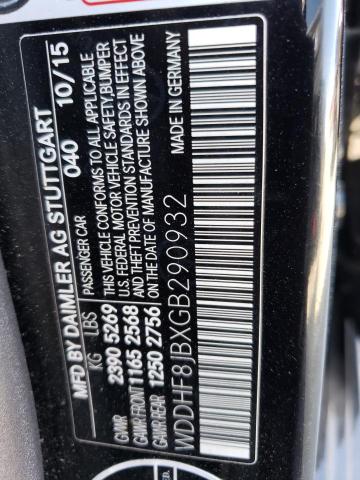 MFD BY DAIMLER AG STUTTGART
040 10/15
PASSENGER CAR
KG LBS
GVWR 2390 5269
GAWR FRONT 1165 2568
GAWR REAR 1250 2756
THIS VEHICLE CONFORMS TO ALL APPLICABLE
U.S. FEDERAL MOTOR VEHICLE SAFETY, BUMPER
AND THEFT PREVENTION STANDARDS IN EFFECT
ON THE DATE OF MANUFACTURE SHOWN ABOVE
MADE IN GERMANY
WDDHF8JBXGB290932